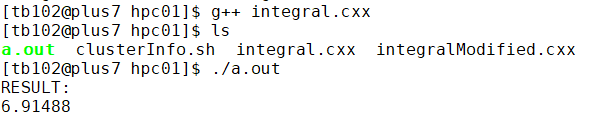 [tb102@plus7 hpc01]$ g++ integral.cxx
[tb102@plus7 hpc01]$ ls
a.out  clusterInfo.sh  integral.cxx  integralModified.cxx
[tb102@plus7 hpc01]$ ./a.out
RESULT:
6.91488